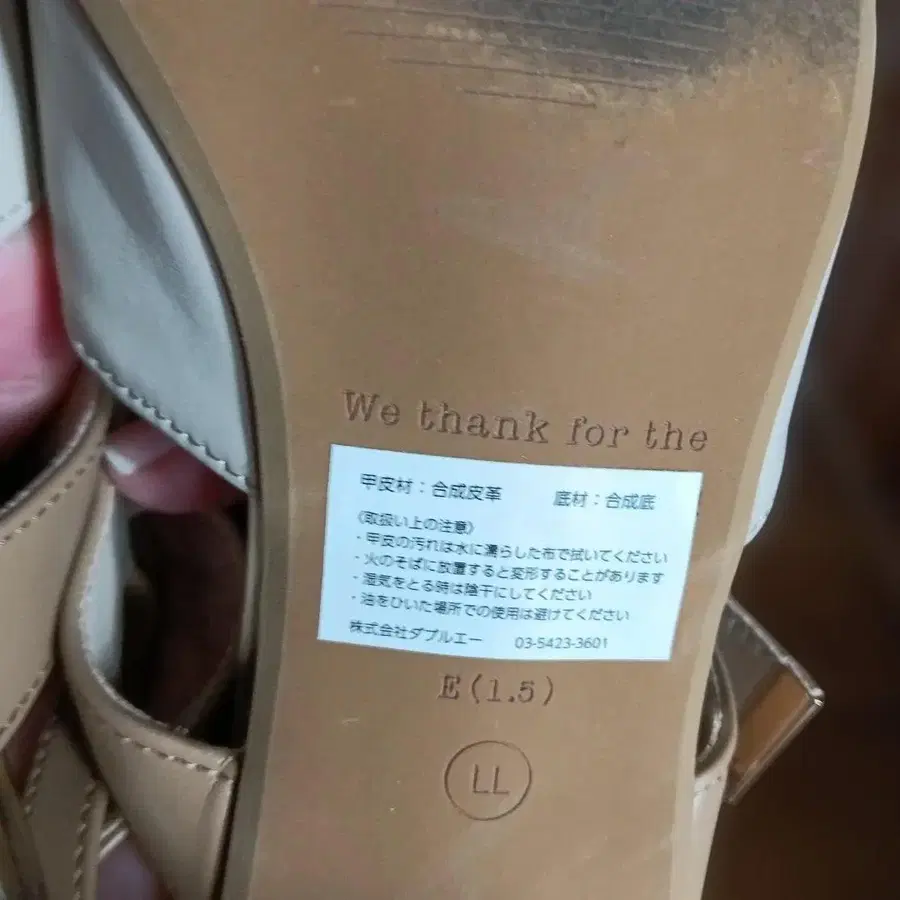 We thank for the
甲皮材：合成皮革　底材：合成底
〈取扱い上の注意〉
・甲皮の汚れは水に濡らした布で拭いてください
・火のそばに放置すると変形することがあります
・湿気をとる時は陰干にしてください
・油をひいた場所での使用は避けてください
株式会社ダブルエー　03-5423-3601
E (1.5)
LL